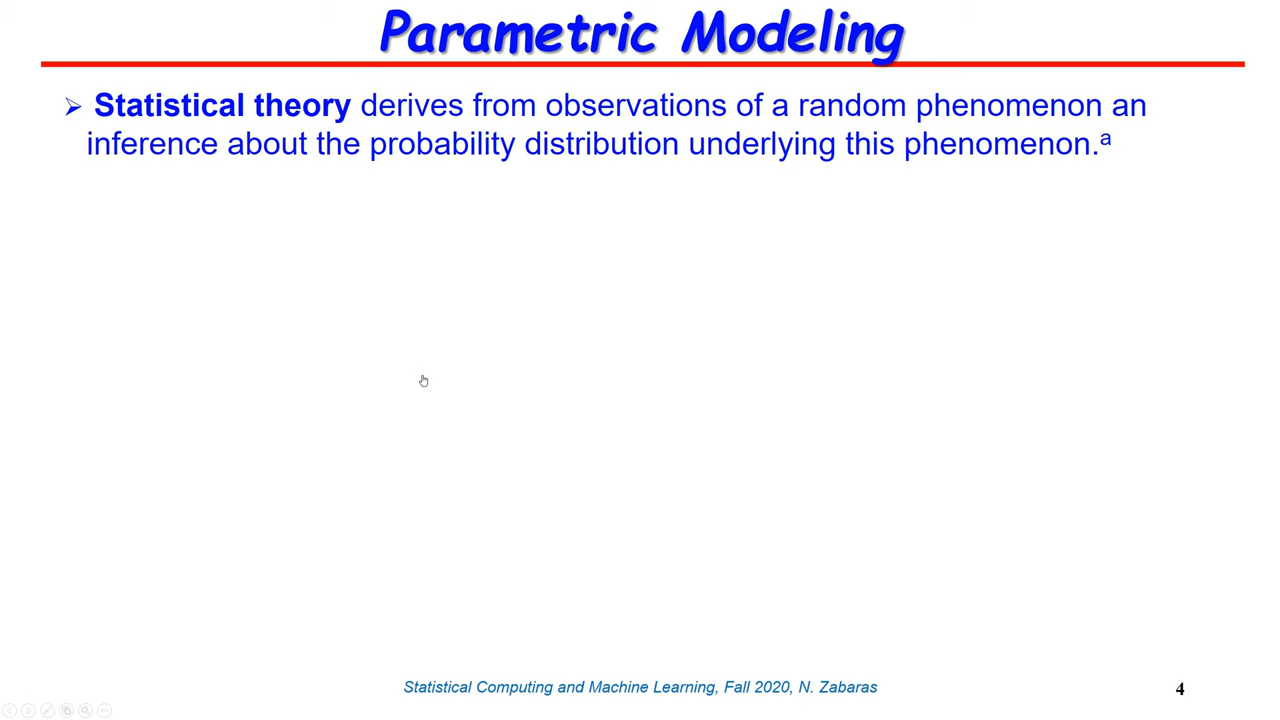 Parametric Modeling
➢ Statistical theory derives from observations of a random phenomenon an
inference about the probability distribution underlying this phenomenon.ᵃ
Statistical Computing and Machine Learning, Fall 2020, N. Zabaras
4